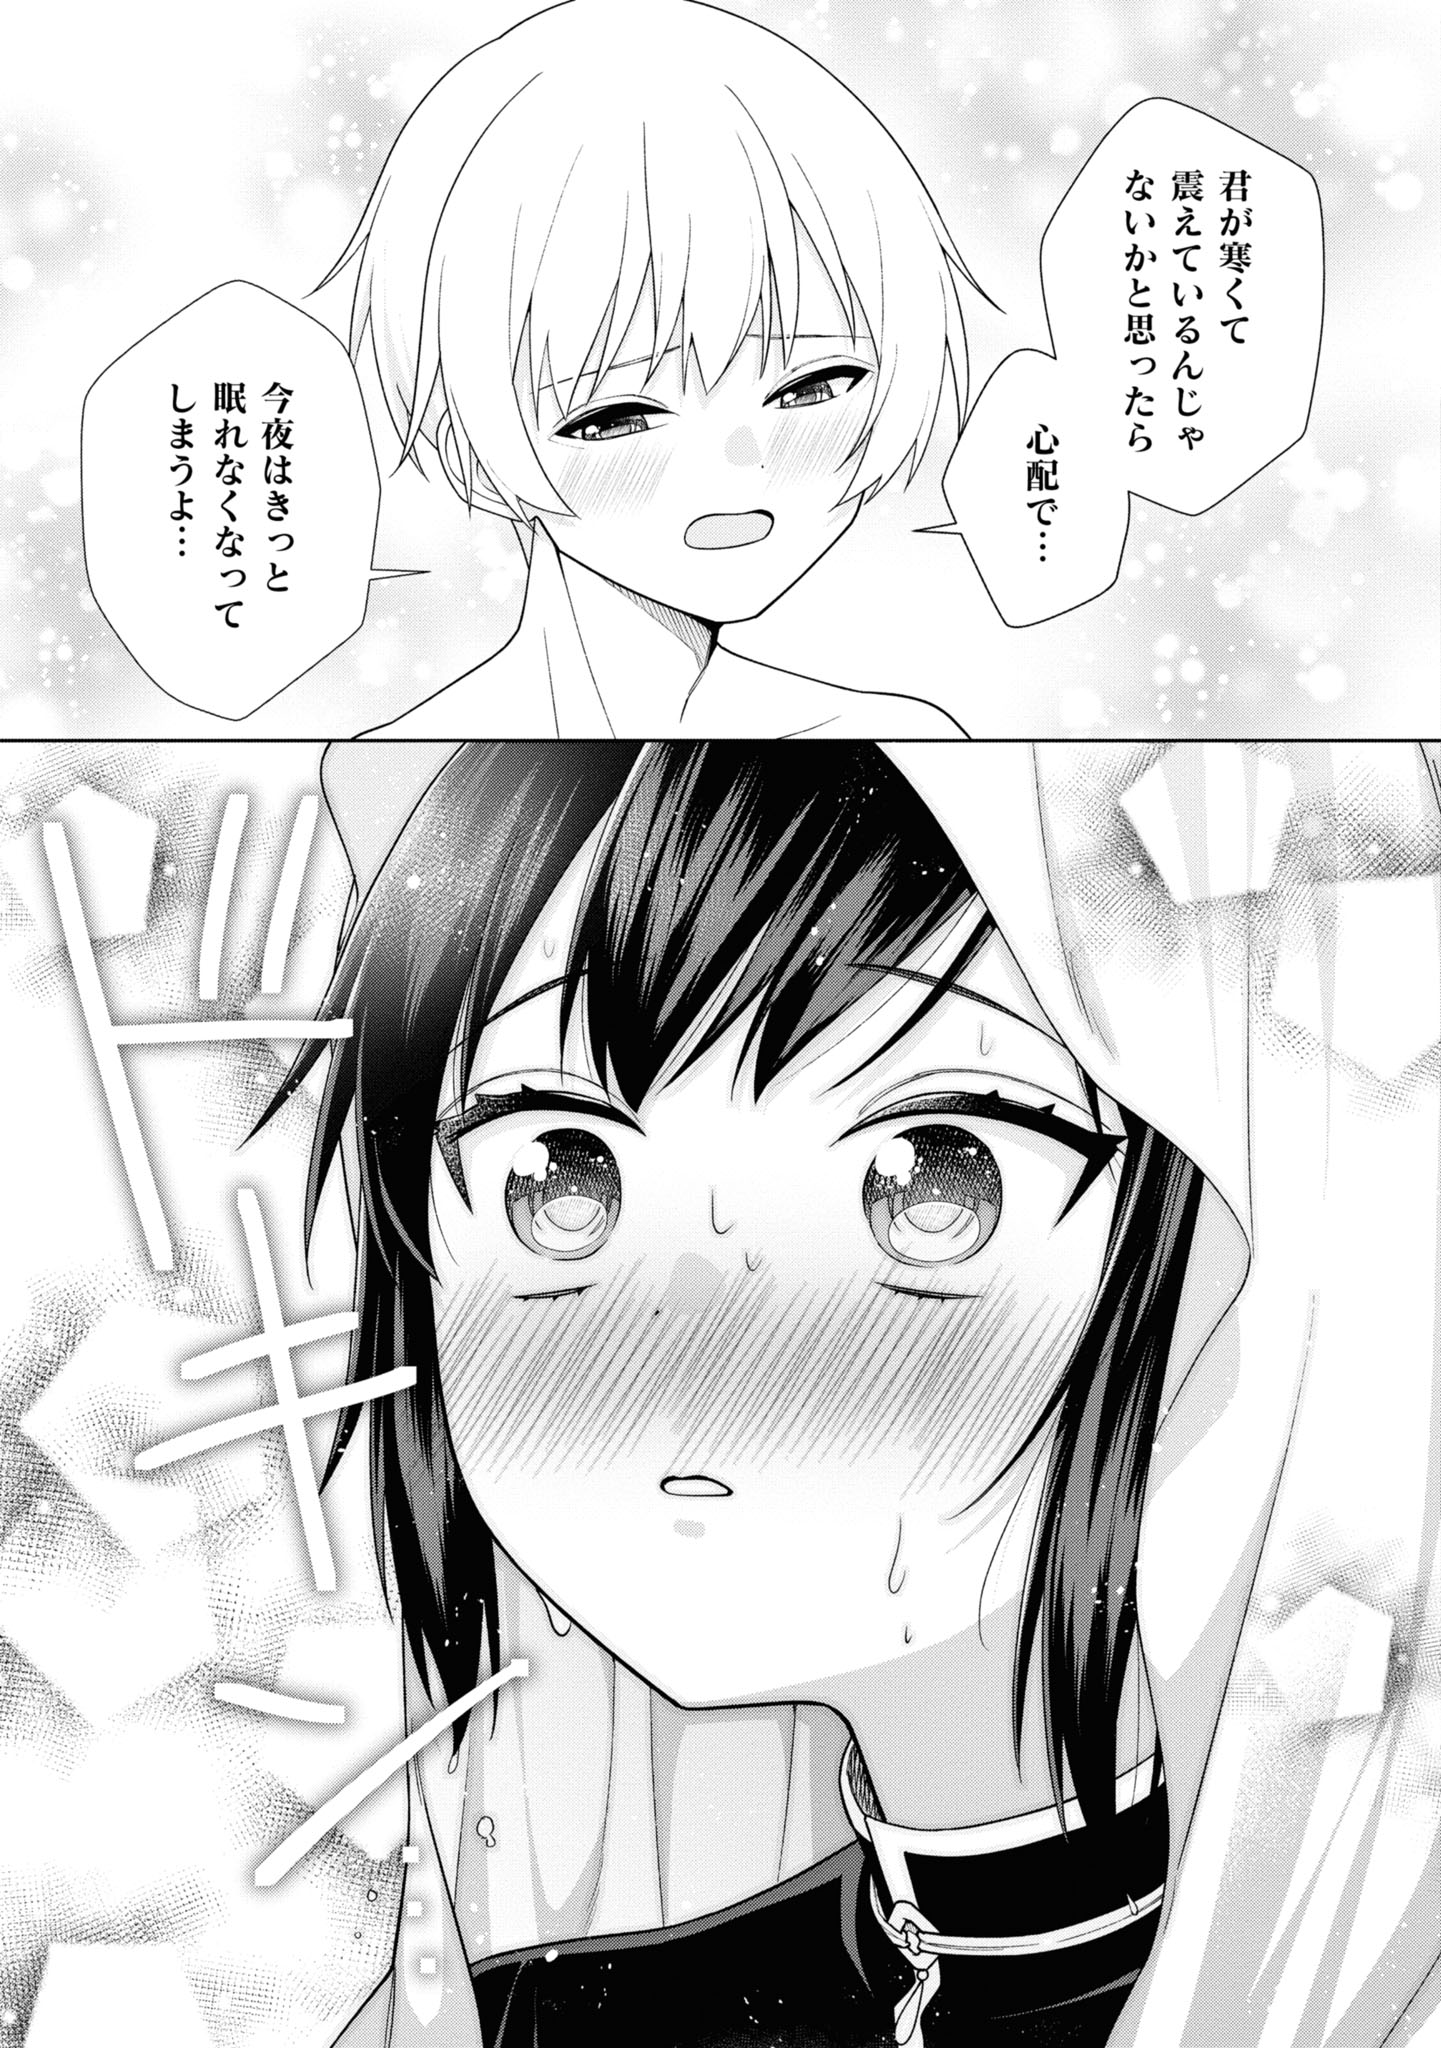 君が寒くて
震えているんじゃ
ないかと思ったら
心配で…
今夜はきっと
眠れなくなって
しまうよ…
ドキン…